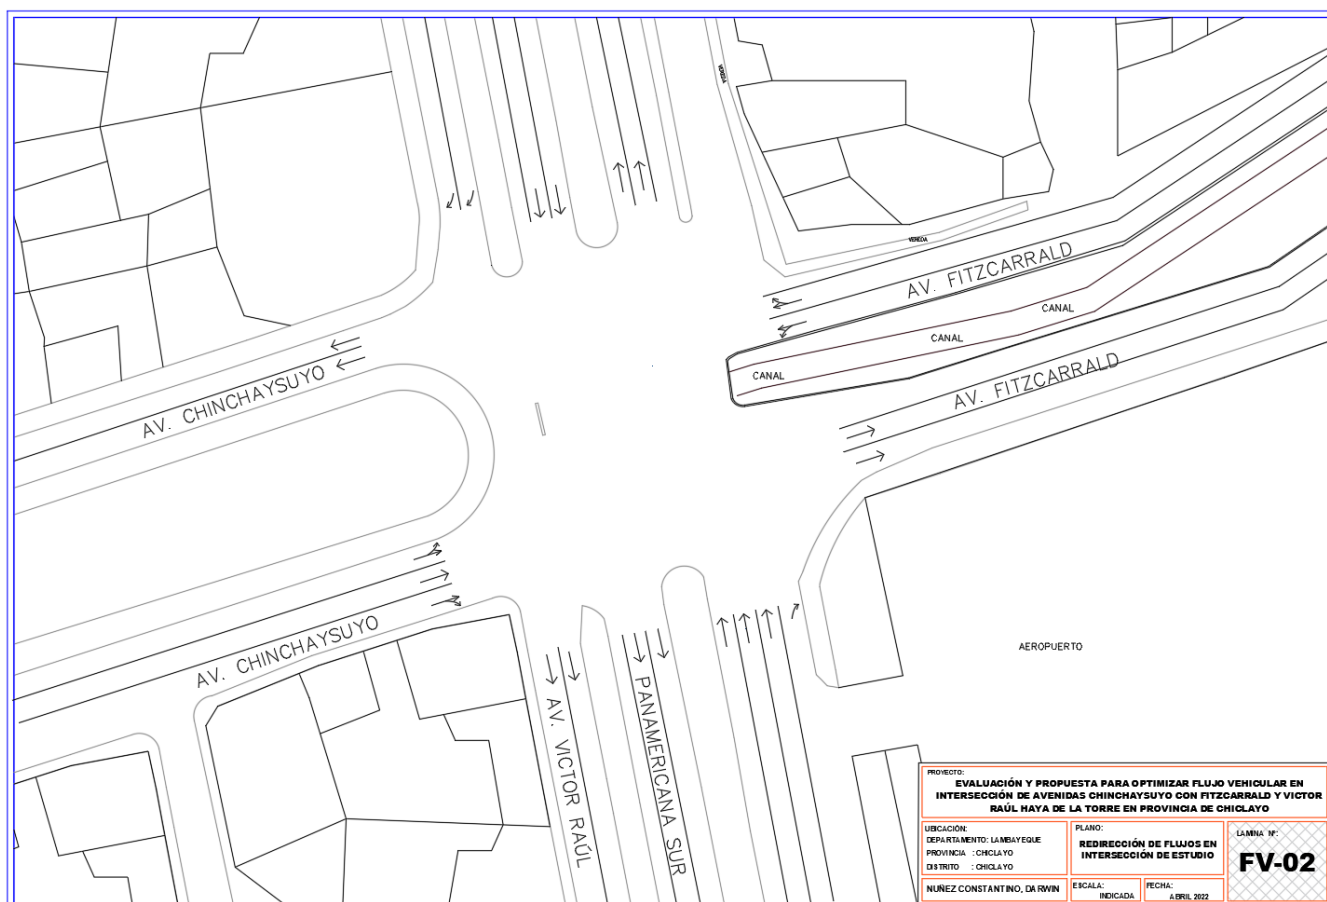 VEREDA
VEREDA
AV. FITZCARRALD
CANAL
CANAL
CANAL
AV. FITZCARRALD
AV. CHINCHAYSUYO
AV. CHINCHAYSUYO
AEROPUERTO
AV. VICTOR RAÚL
PANAMERICANA SUR
PROYECTO:
EVALUACIÓN Y PROPUESTA PARA OPTIMIZAR FLUJO VEHICULAR EN
INTERSECCIÓN DE AVENIDAS CHINCHAYSUYO CON FITZCARRALD Y VICTOR
RAÚL HAYA DE LA TORRE EN PROVINCIA DE CHICLAYO
UBICACIÓN:
DEPARTAMENTO: LAMBAYEQUE
PROVINCIA : CHICLAYO
DISTRITO : CHICLAYO
PLANO:
REDIRECCIÓN DE FLUJOS EN
INTERSECCIÓN DE ESTUDIO
LAMINA Nº:
FV-02
NUÑEZ CONSTANTINO, DARWIN
ESCALA:
INDICADA
FECHA:
ABRIL 2022